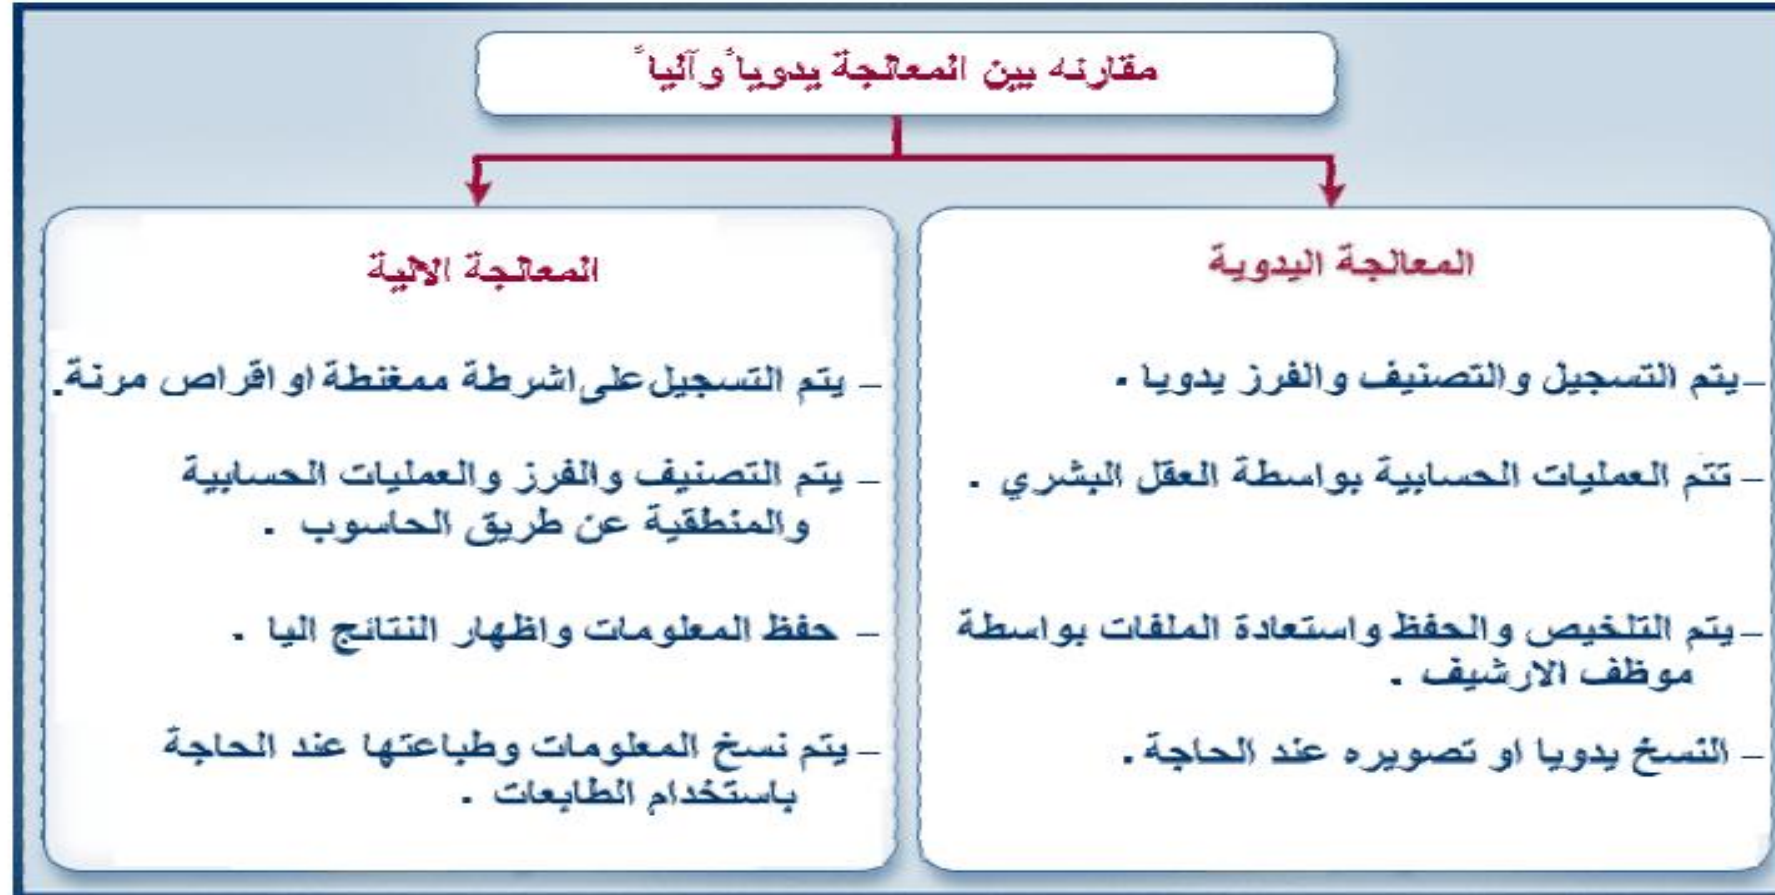 مقارنه بين المعالجة يدوياً وآلياً
المعالجة اليدوية
– يتم التسجيل والتصنيف والفرز يدويا .
– تتم العمليات الحسابية بواسطة العقل البشري .
– يتم التلخيص والحفظ واستعادة الملفات بواسطة
موظف الارشيف .
– النسخ يدويا او تصويره عند الحاجة .
المعالجة الالية
– يتم التسجيل على اشرطة ممغنطة او اقراص مرنة.
– يتم التصنيف والفرز والعمليات الحسابية
والمنطقية عن طريق الحاسوب .
– حفظ المعلومات واظهار النتائج اليا .
– يتم نسخ المعلومات وطباعتها عند الحاجة
باستخدام الطابعات .